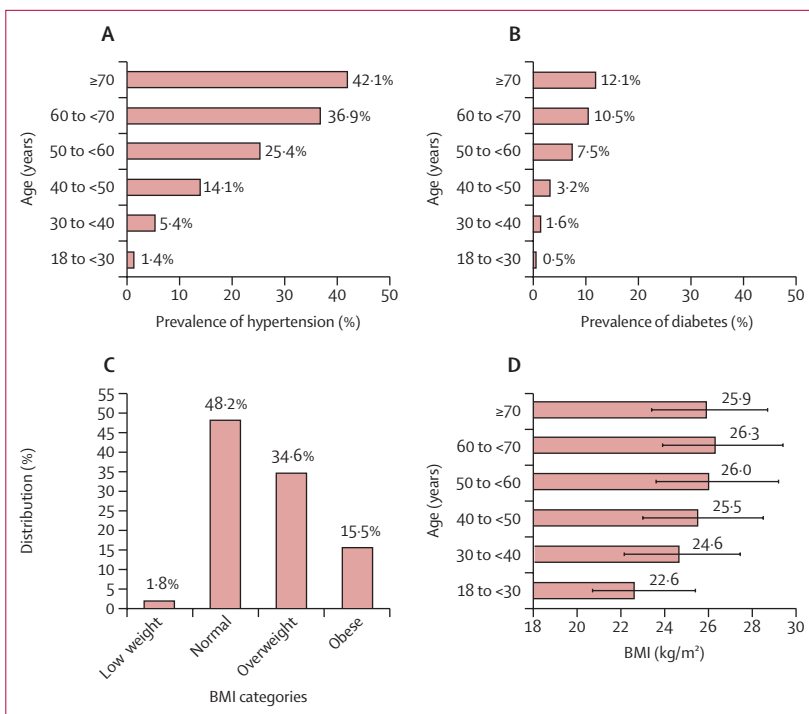 A
Age (years)
≥70
42·1%
60 to <70
36·9%
50 to <60
25·4%
40 to <50
14·1%
30 to <40
5·4%
18 to <30
1·4%
0 10 20 30 40 50
Prevalence of hypertension (%)
B
Age (years)
≥70
12·1%
60 to <70
10·5%
50 to <60
7·5%
40 to <50
3·2%
30 to <40
1·6%
18 to <30
0·5%
0 10 20 30 40 50
Prevalence of diabetes (%)
C
Distribution (%)
55
50
45
40
35
30
25
20
15
10
5
0
1·8%
48·2%
34·6%
15·5%
Low weight
Normal
Overweight
Obese
BMI categories
D
Age (years)
≥70
25·9
60 to <70
26·3
50 to <60
26·0
40 to <50
25·5
30 to <40
24·6
18 to <30
22·6
18 20 22 24 26 28 30
BMI (kg/m²)